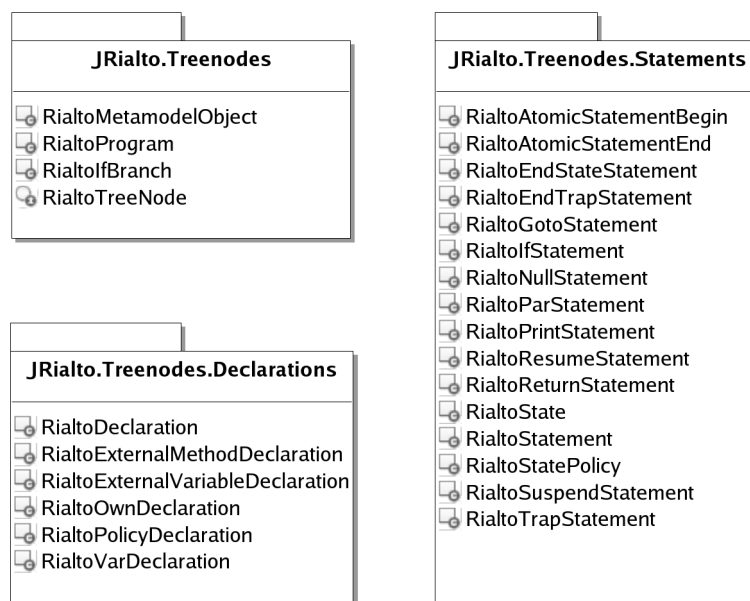 JRialto.Treenodes
RialtoMetamodelObject
RialtoProgram
RialtoIfBranch
RialtoTreeNode
JRialto.Treenodes.Declarations
RialtoDeclaration
RialtoExternalMethodDeclaration
RialtoExternalVariableDeclaration
RialtoOwnDeclaration
RialtoPolicyDeclaration
RialtoVarDeclaration
JRialto.Treenodes.Statements
RialtoAtomicStatementBegin
RialtoAtomicStatementEnd
RialtoEndStateStatement
RialtoEndTrapStatement
RialtoGotoStatement
RialtoIfStatement
RialtoNullStatement
RialtoParStatement
RialtoPrintStatement
RialtoResumeStatement
RialtoReturnStatement
RialtoState
RialtoStatement
RialtoStatePolicy
RialtoSuspendStatement
RialtoTrapStatement